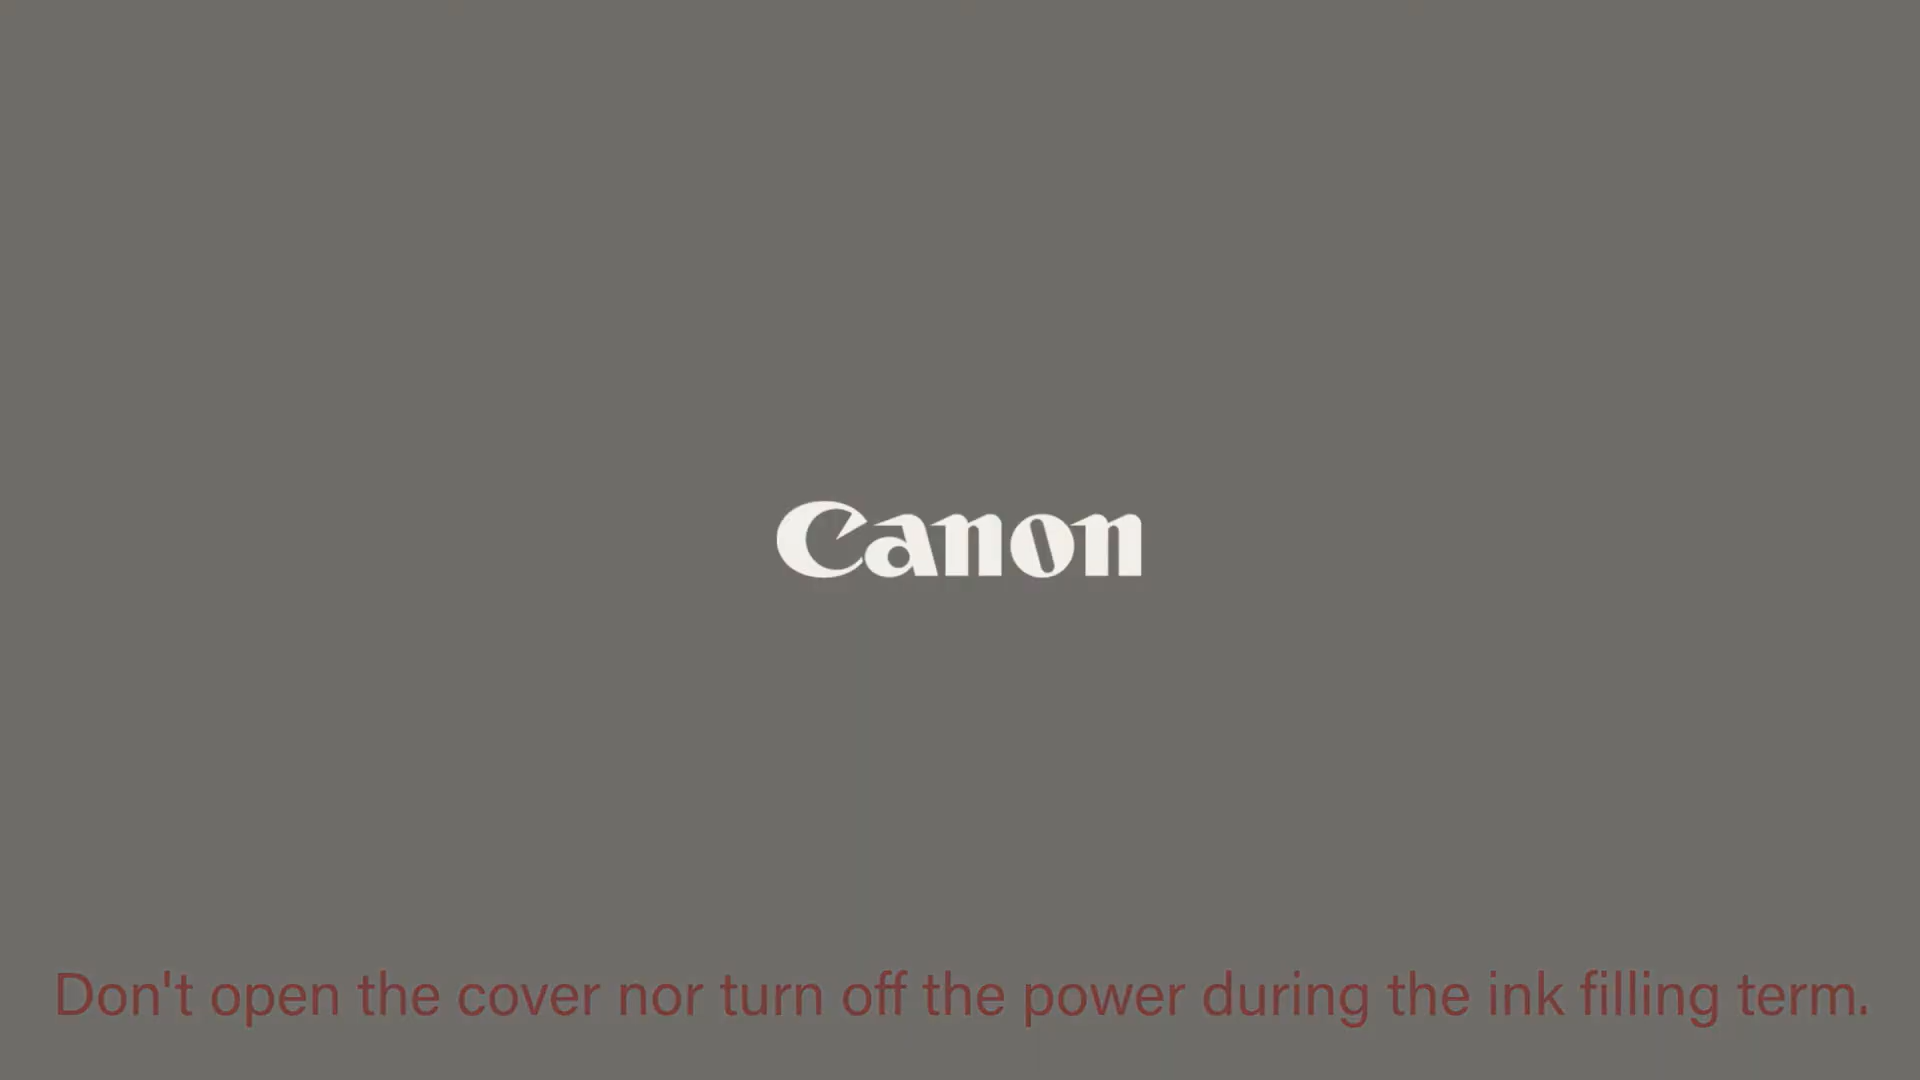 Canon
Don't open the cover nor turn off the power during the ink filling term.